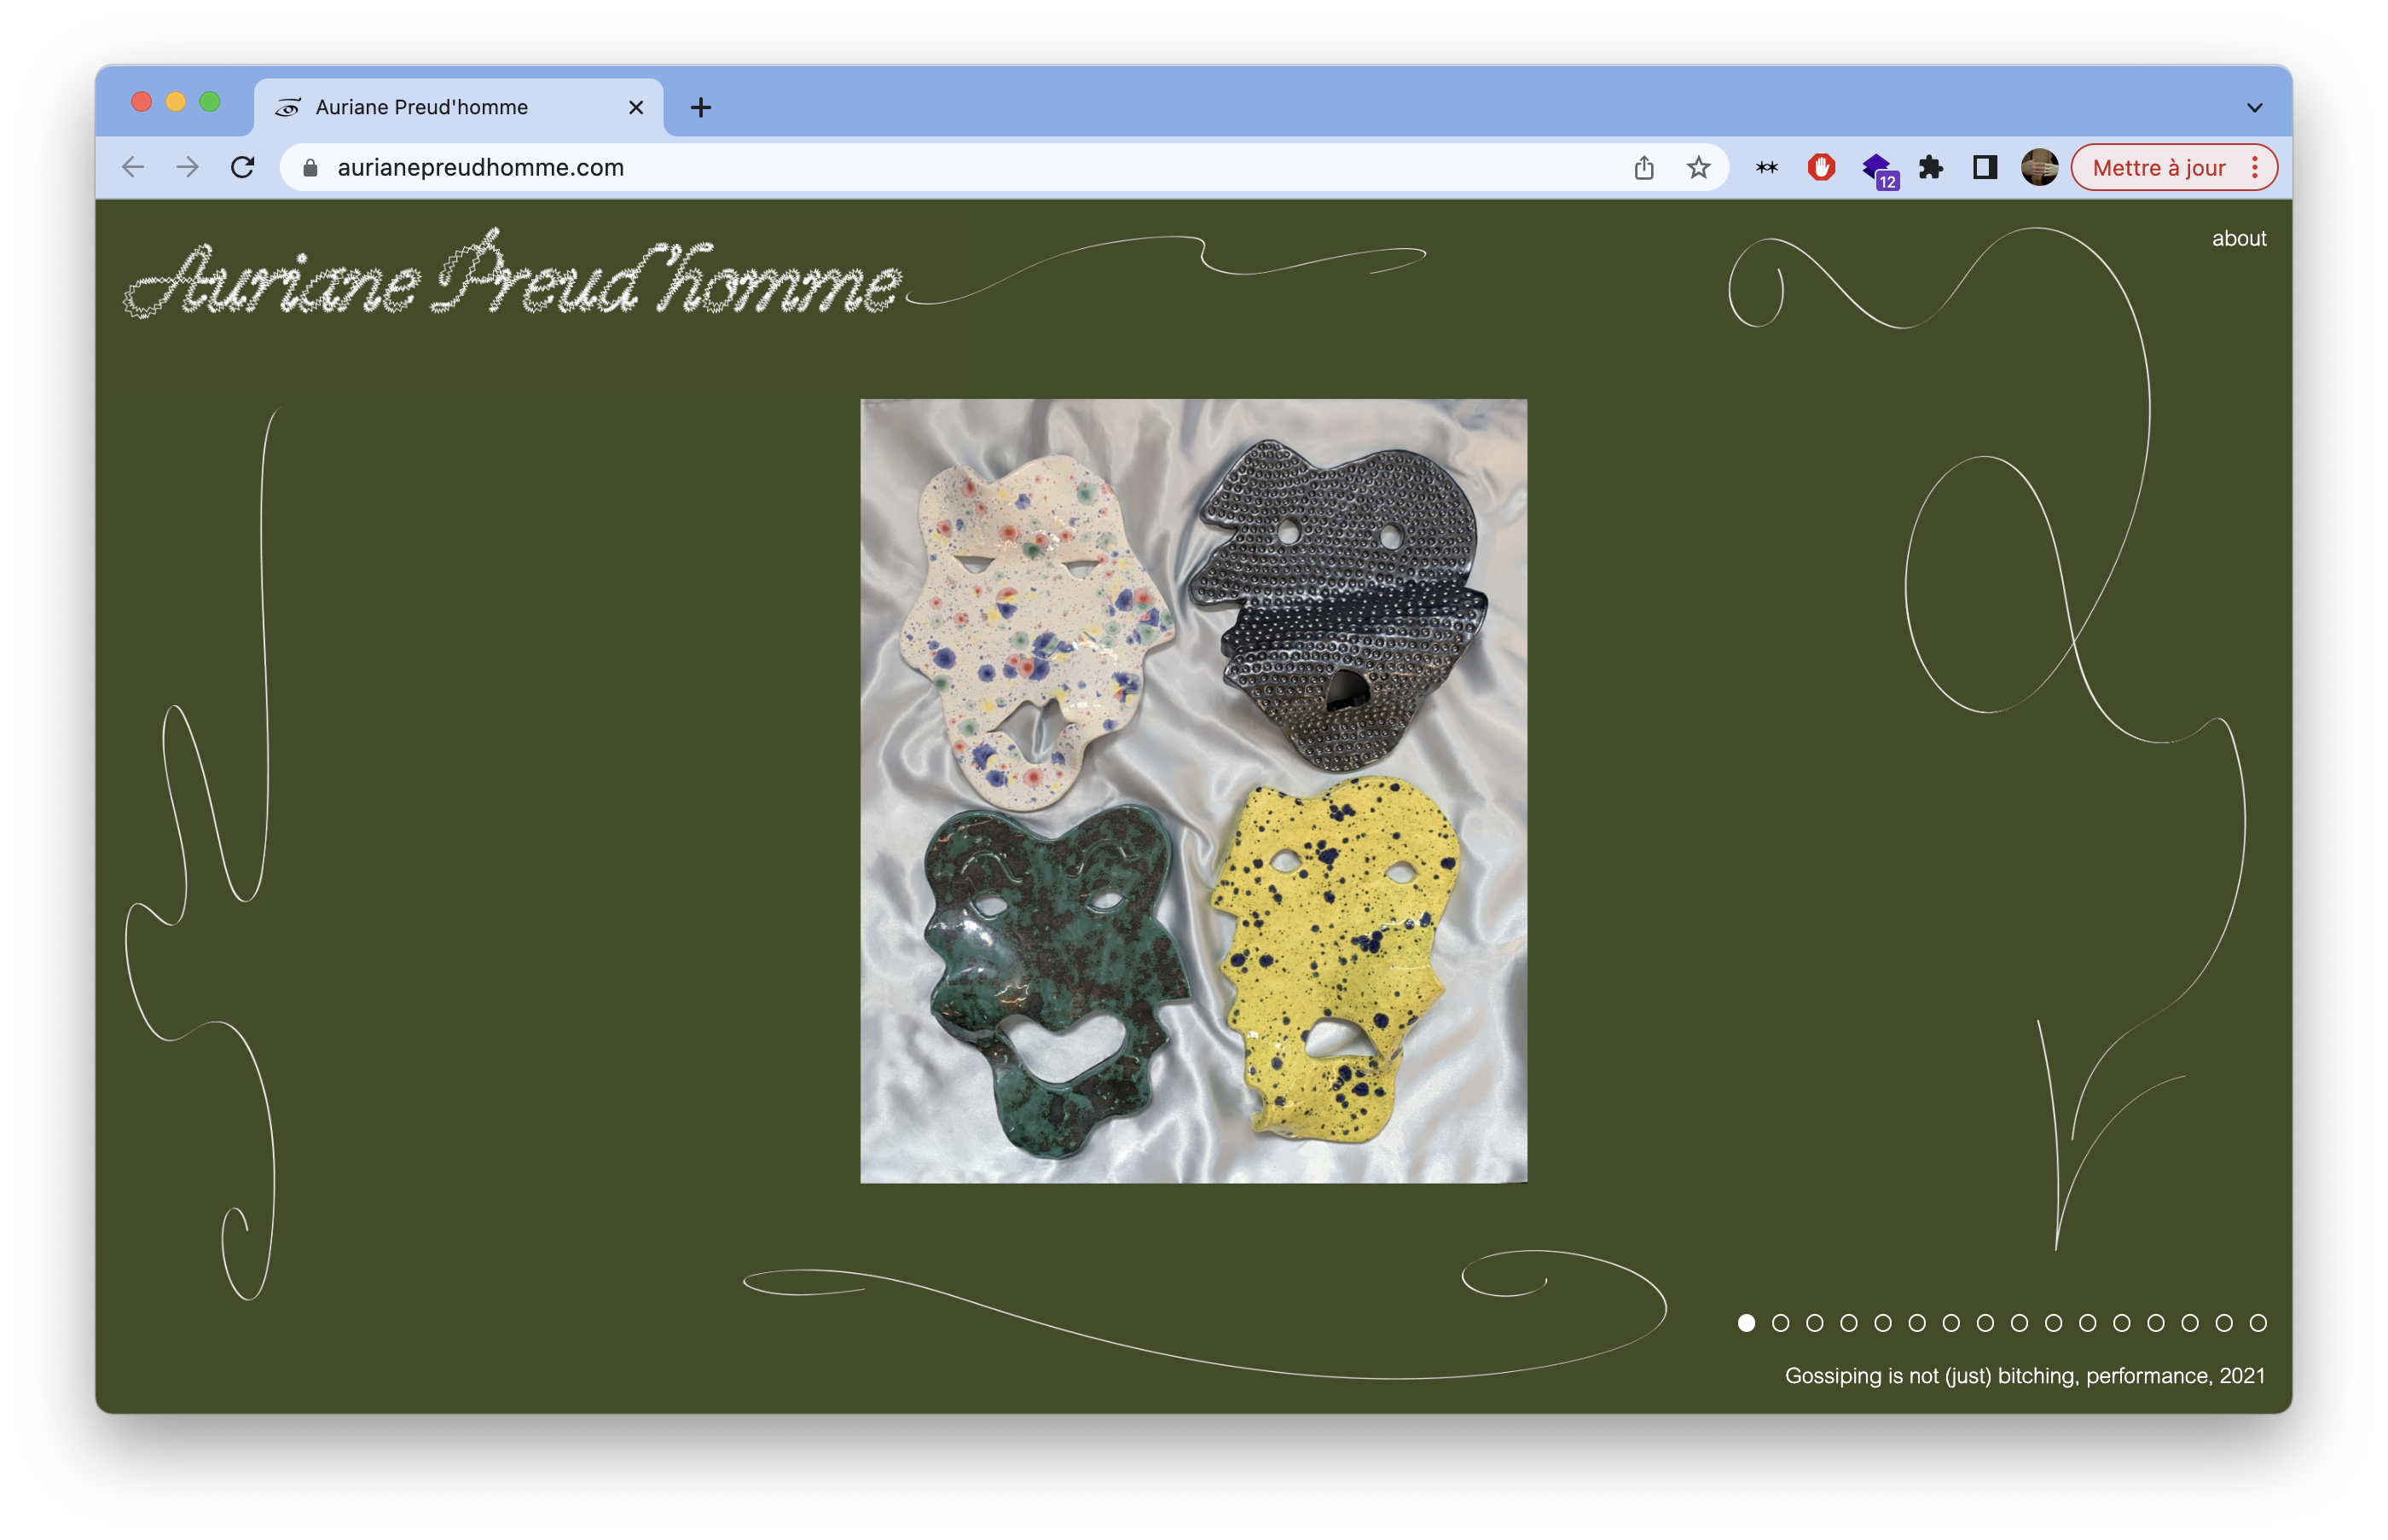 Auriane Preud'homme
aurianepreudhomme.com
12
Mettre à jour
Auriane Preud'homme
about
Gossiping is not (just) bitching, performance, 2021